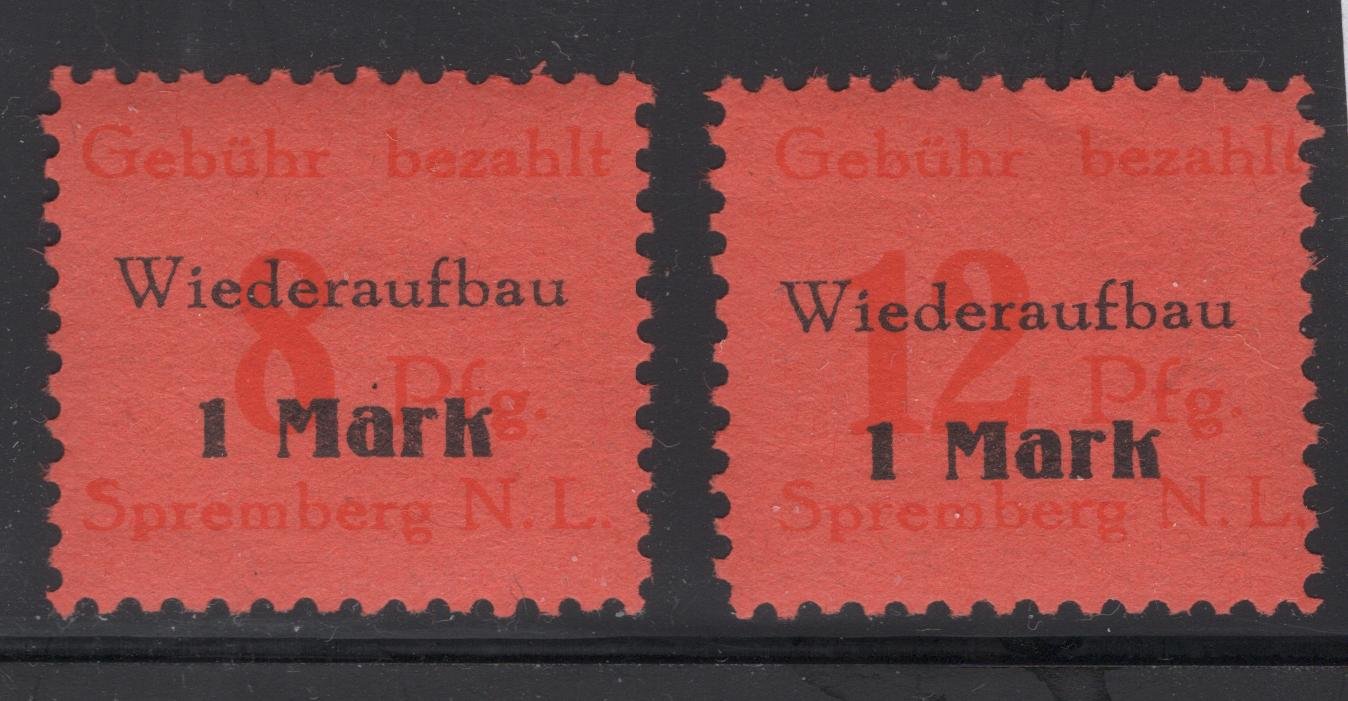 Gebühr bezahlt
Wiederaufbau
8 Pfg.
1 Mark
Spremberg N.L.
Gebühr bezahlt
Wiederaufbau
12 Pfg.
1 Mark
Spremberg N.L.